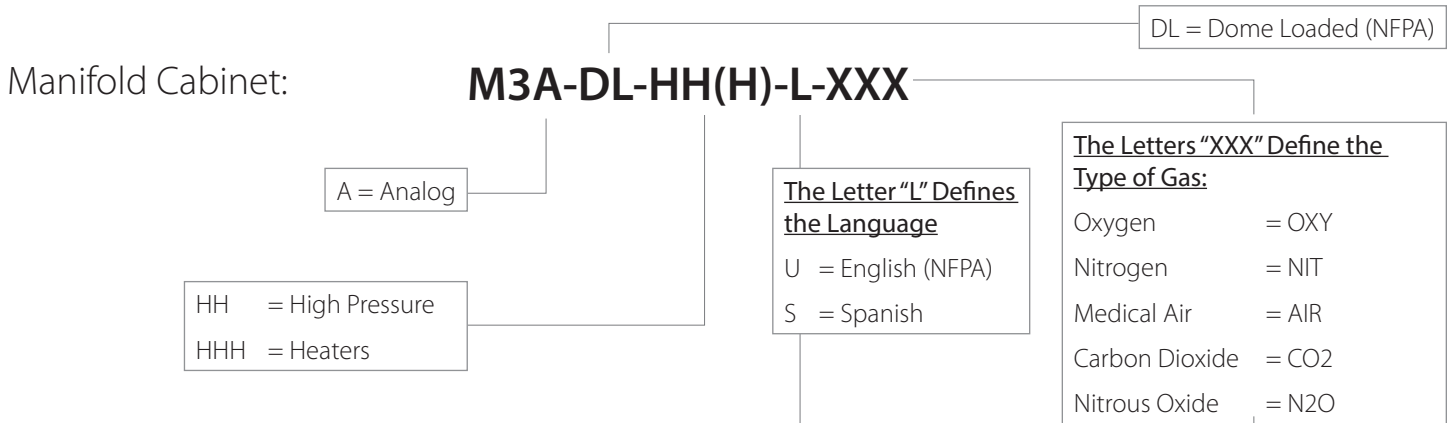 DL = Dome Loaded (NFPA)
Manifold Cabinet: M3A-DL-HH(H)-L-XXX
A = Analog
HH = High Pressure
HHH = Heaters
The Letter “L” Defines
the Language
U = English (NFPA)
S = Spanish
The Letters “XXX” Define the
Type of Gas:
Oxygen = OXY
Nitrogen = NIT
Medical Air = AIR
Carbon Dioxide = CO2
Nitrous Oxide = N2O